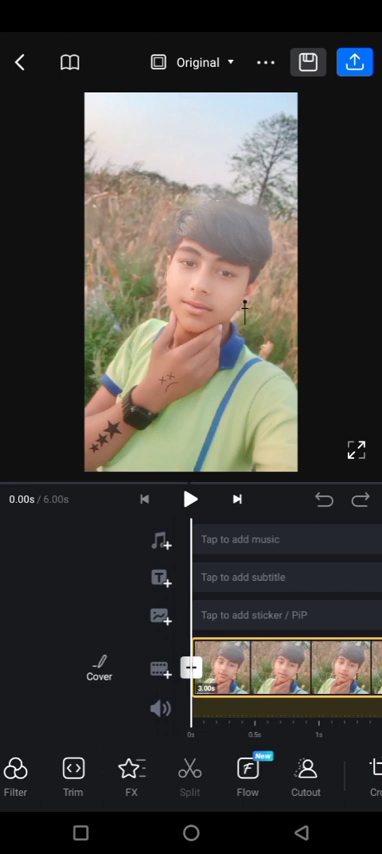 Original
0.00s / 6.00s
Tap to add music
Tap to add subtitle
Tap to add sticker / PiP
Cover
3.00s
0s 0.5s 1s
New
Filter Trim FX Split Flow Cutout Cro